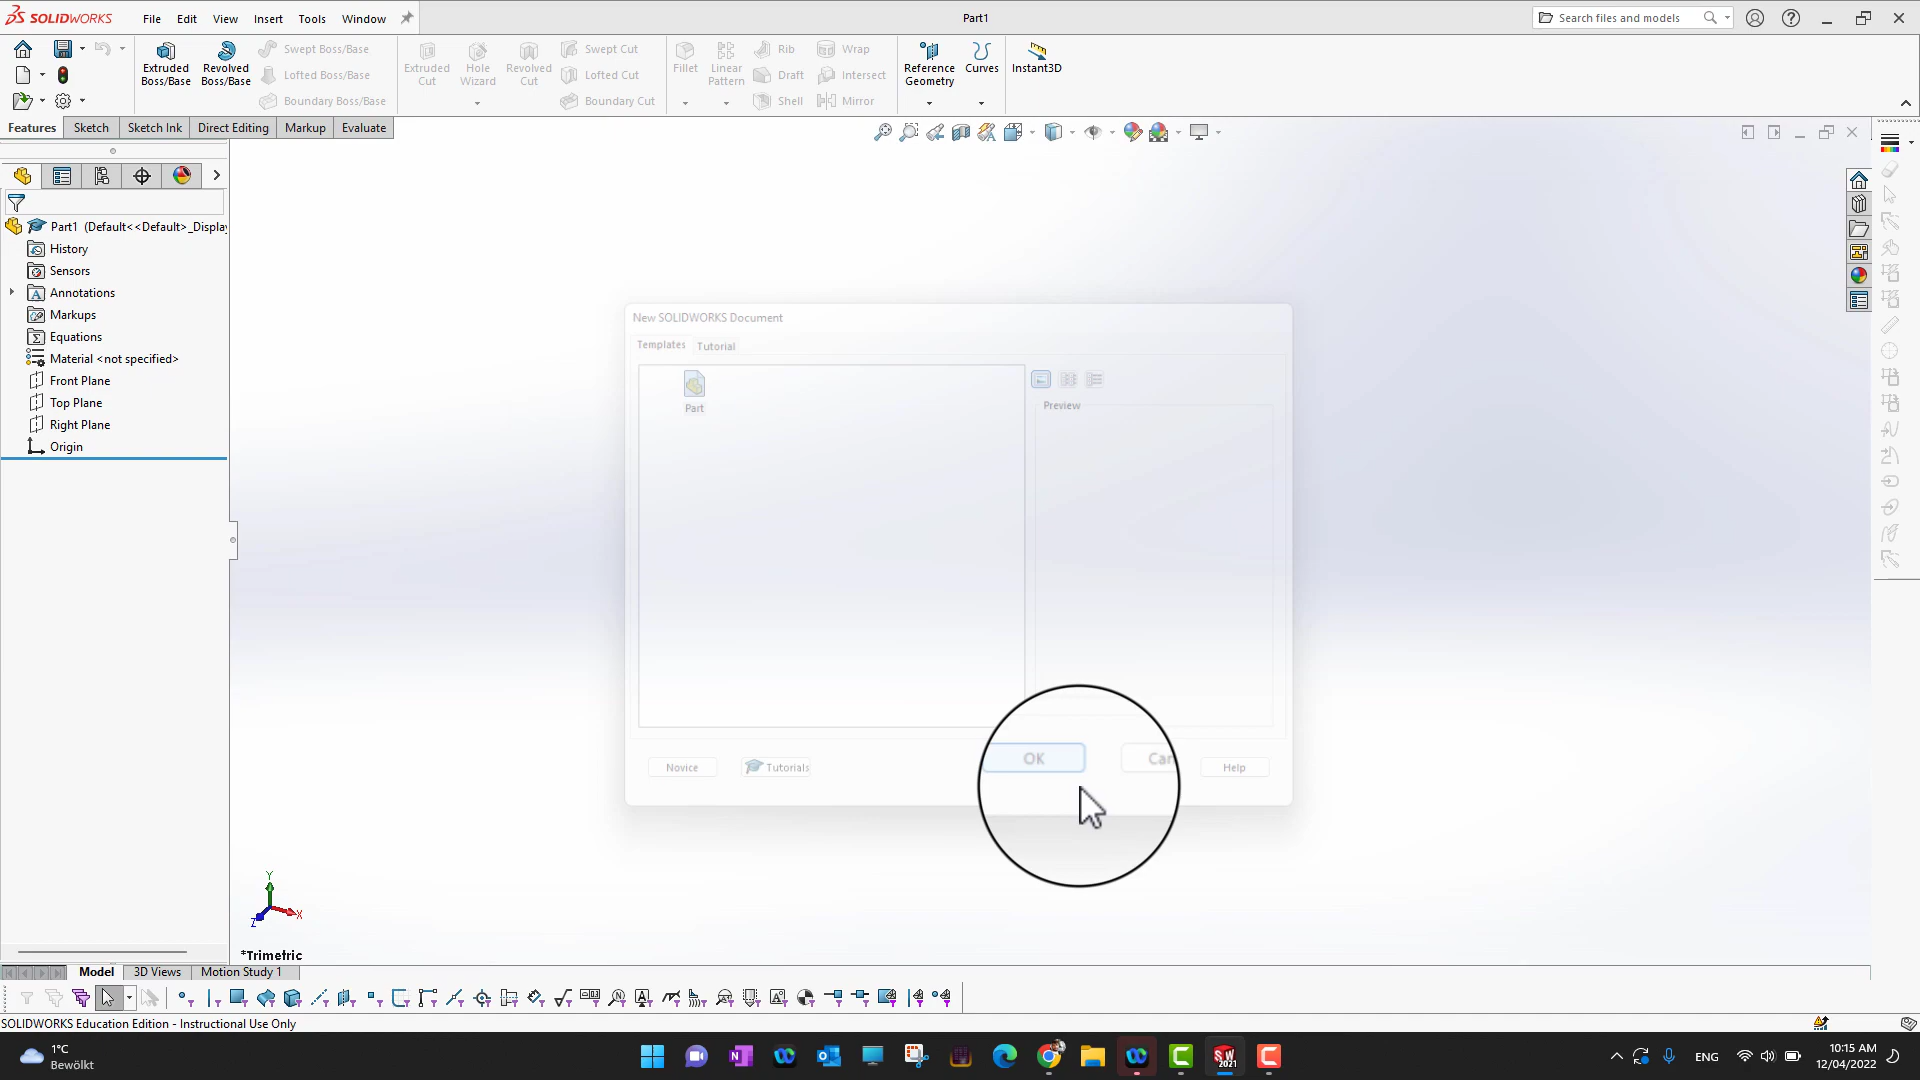 SOLIDWORKS
File
Edit
View
Insert
Tools
Window
Part1
Search files and models
Extruded Boss/Base
Revolved Boss/Base
Swept Boss/Base
Lofted Boss/Base
Boundary Boss/Base
Extruded Cut
Hole Wizard
Revolved Cut
Swept Cut
Lofted Cut
Boundary Cut
Fillet
Linear Pattern
Rib
Draft
Shell
Wrap
Intersect
Mirror
Reference Geometry
Curves
Instant3D
Features
Sketch
Sketch Ink
Direct Editing
Markup
Evaluate
Part1 (Default<<Default>_Display
History
Sensors
Annotations
Markups
Equations
Material <not specified>
Front Plane
Top Plane
Right Plane
Origin
New SOLIDWORKS Document
Templates
Tutorial
Part
Preview
Novice
Tutorials
OK
Can
Help
Y
X
Z
*Trimetric
Model
3D Views
Motion Study 1
SOLIDWORKS Education Edition - Instructional Use Only
1°C
Bewölkt
SW
2021
ENG
10:15 AM
12/04/2022